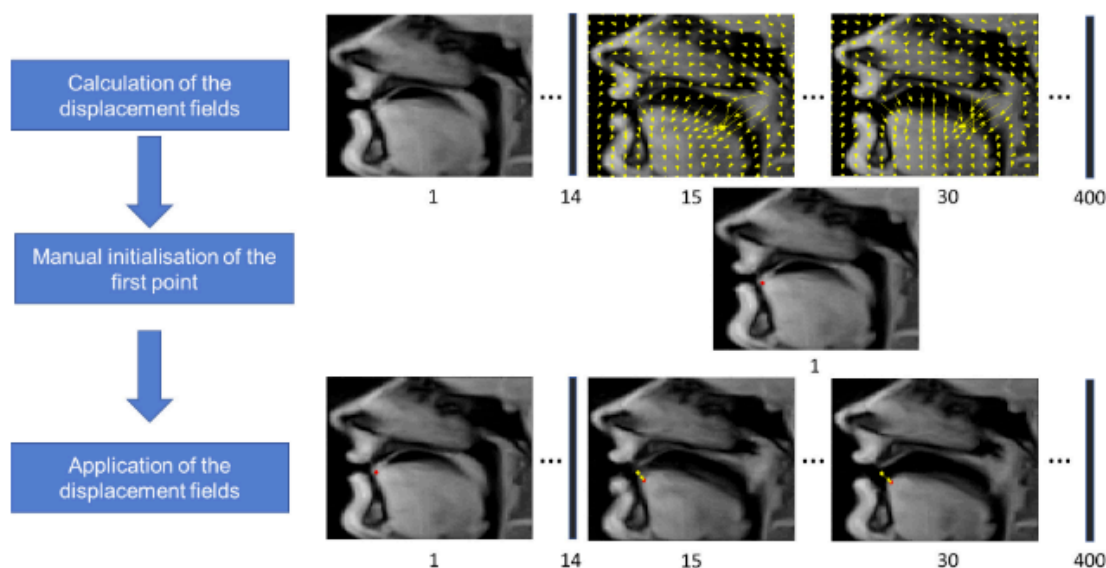 Calculation of the
displacement fields
... ... ...
1 14 15 30 400
Manual initialisation of the
first point
1
Application of the
displacement fields
... ... ...
1 14 15 30 400